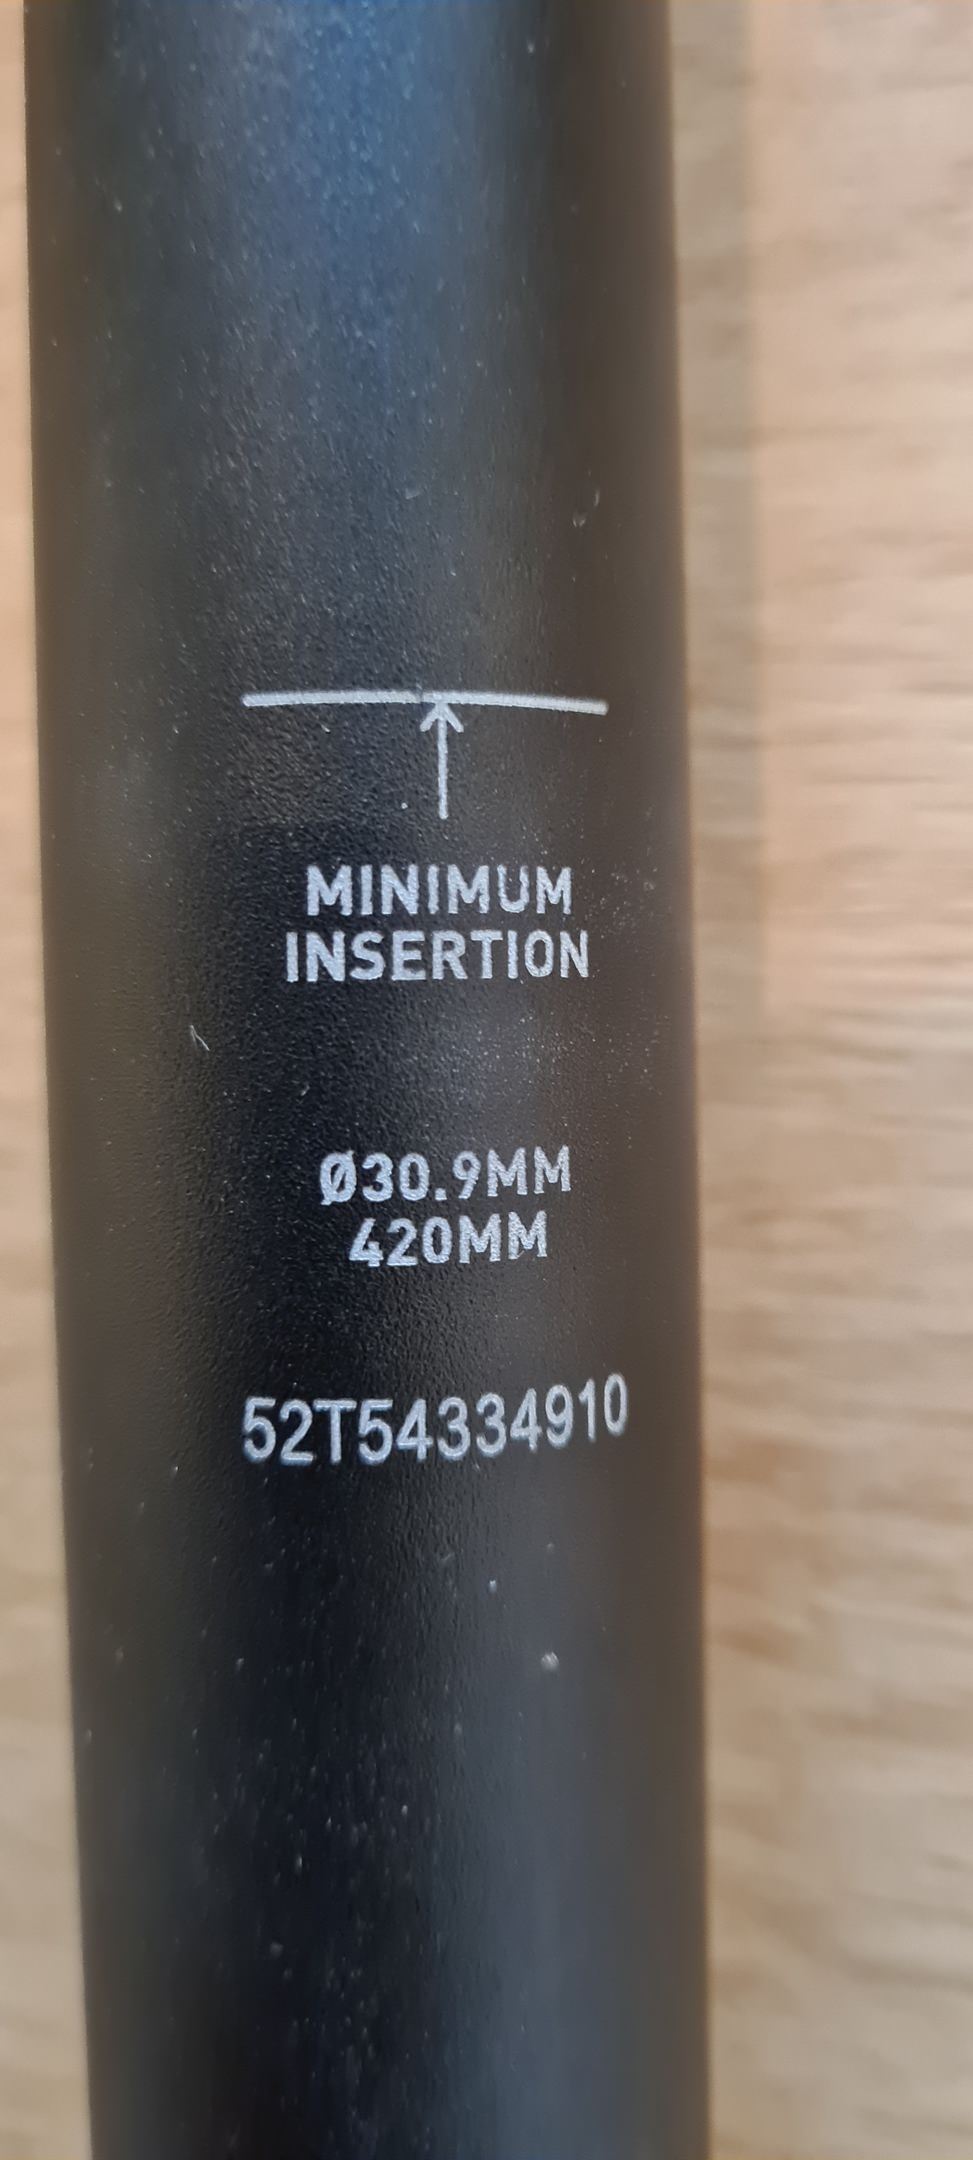 MINIMUM
INSERTION
Ø30.9MM
420MM
52T54334910